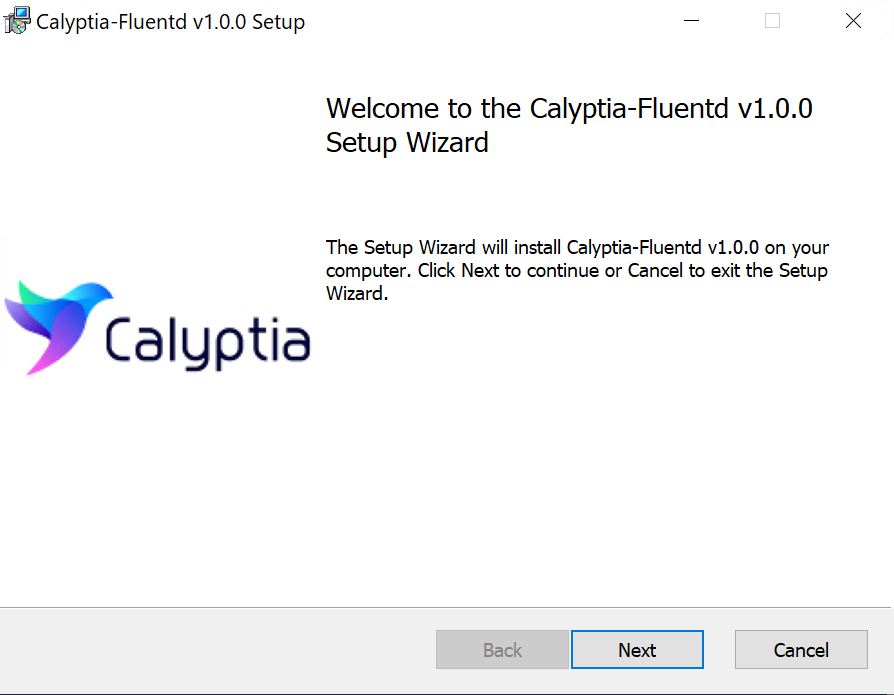 Calyptia-Fluentd v1.0.0 Setup
Welcome to the Calyptia-Fluentd v1.0.0
Setup Wizard
The Setup Wizard will install Calyptia-Fluentd v1.0.0 on your
computer. Click Next to continue or Cancel to exit the Setup
Wizard.
Calyptia
Back
Next
Cancel